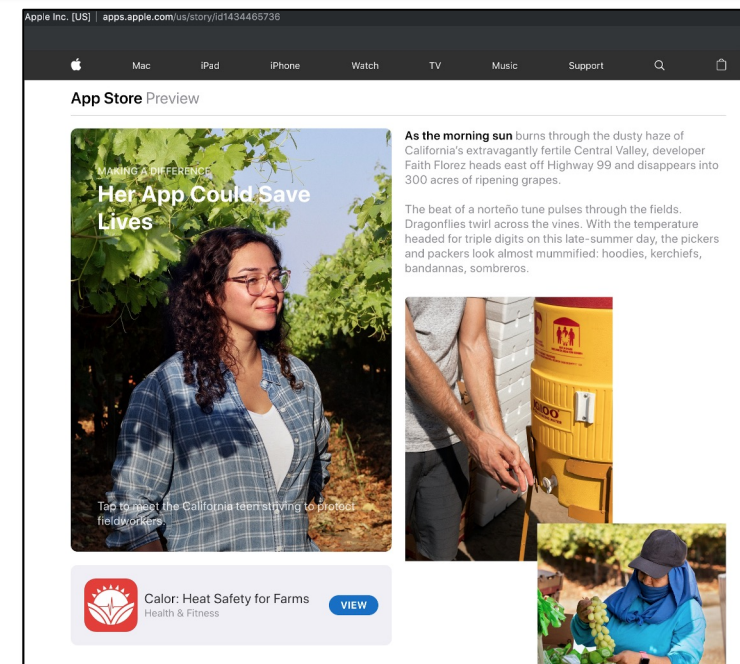 Apple Inc. [US] | apps.apple.com/us/story/id1434465736
Mac iPad iPhone Watch TV Music Support
App Store Preview
MAKING A DIFFERENCE
Her App Could Save
Lives
Tap to meet the California teen striving to protect
fieldworkers.
Calor: Heat Safety for Farms
Health & Fitness
VIEW
As the morning sun burns through the dusty haze of
California's extravagantly fertile Central Valley, developer
Faith Florez heads east off Highway 99 and disappears into
300 acres of ripening grapes.
The beat of a norteño tune pulses through the fields.
Dragonflies twirl across the vines. With the temperature
headed for triple digits on this late-summer day, the pickers
and packers look almost mummified: hoodies, kerchiefs,
bandannas, sombreros.
IGLOO